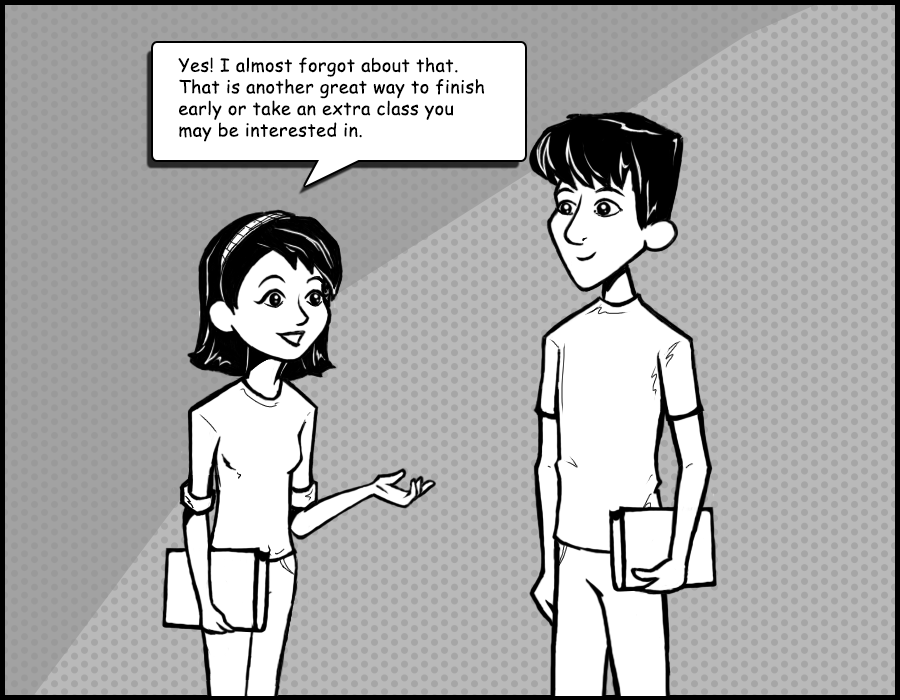 Yes! I almost forgot about that.
That is another great way to finish
early or take an extra class you
may be interested in.